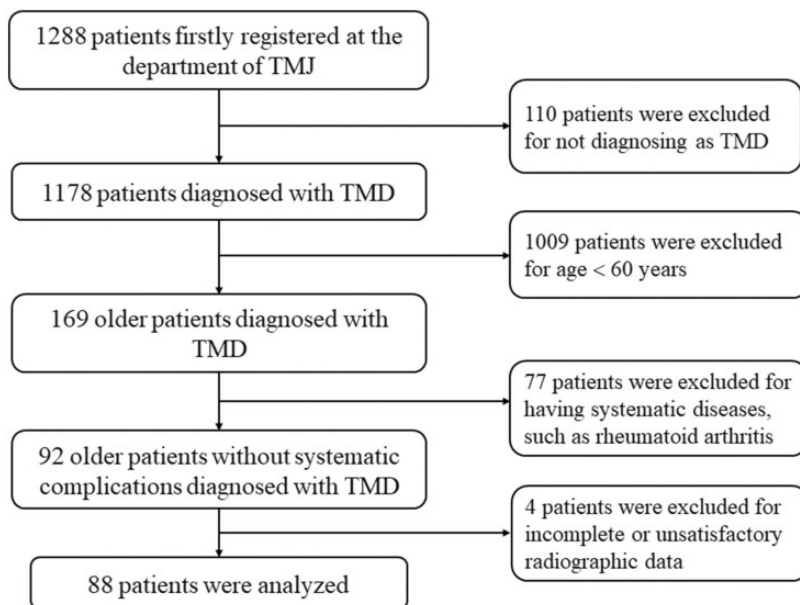 1288 patients firstly registered at the
department of TMJ
110 patients were excluded
for not diagnosing as TMD
1178 patients diagnosed with TMD
1009 patients were excluded
for age < 60 years
169 older patients diagnosed with
TMD
77 patients were excluded for
having systematic diseases,
such as rheumatoid arthritis
92 older patients without systematic
complications diagnosed with TMD
4 patients were excluded for
incomplete or unsatisfactory
radiographic data
88 patients were analyzed